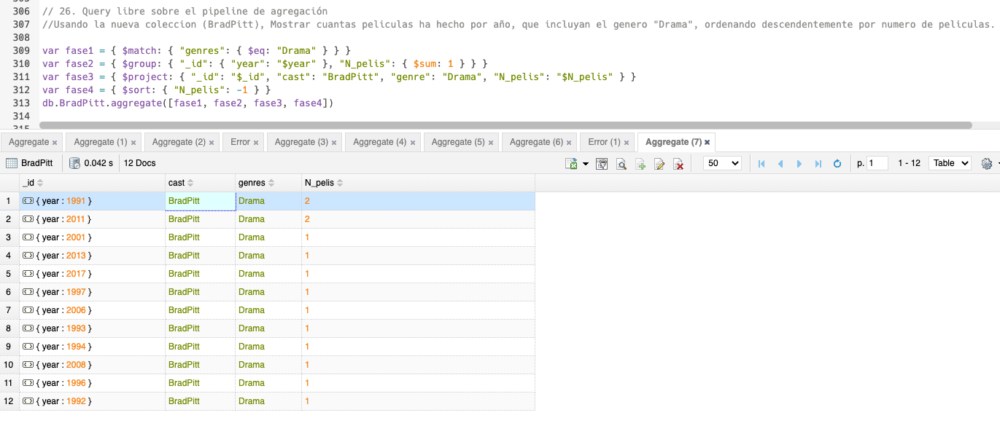 306 // 26. Query libre sobre el pipeline de agregación
307 //Usando la nueva coleccion (BradPitt), Mostrar cuantas peliculas ha hecho por año, que incluyan el genero "Drama", ordenando descendentemente por numero de peliculas.
308
309 var fase1 = { $match: { "genres": { $eq: "Drama" } } }
310 var fase2 = { $group: { "_id": { "year": "$year" }, "N_pelis": { $sum: 1 } } }
311 var fase3 = { $project: { "_id": "$_id", "cast": "BradPitt", "genre": "Drama", "N_pelis": "$N_pelis" } }
312 var fase4 = { $sort: { "N_pelis": -1 } }
313 db.BradPitt.aggregate([fase1, fase2, fase3, fase4])
314
Aggregate × Aggregate (1) × Aggregate (2) × Error × Aggregate (3) × Aggregate (4) × Aggregate (5) × Aggregate (6) × Error (1) × Aggregate (7) ×
BradPitt 0.042 s 12 Docs 50 p. 1 1 - 12 Table
_id cast genres N_pelis
1 { year : 1991 } BradPitt Drama 2
2 { year : 2011 } BradPitt Drama 2
3 { year : 2001 } BradPitt Drama 1
4 { year : 2013 } BradPitt Drama 1
5 { year : 2017 } BradPitt Drama 1
6 { year : 1997 } BradPitt Drama 1
7 { year : 2006 } BradPitt Drama 1
8 { year : 1993 } BradPitt Drama 1
9 { year : 1994 } BradPitt Drama 1
10 { year : 2008 } BradPitt Drama 1
11 { year : 1996 } BradPitt Drama 1
12 { year : 1992 } BradPitt Drama 1